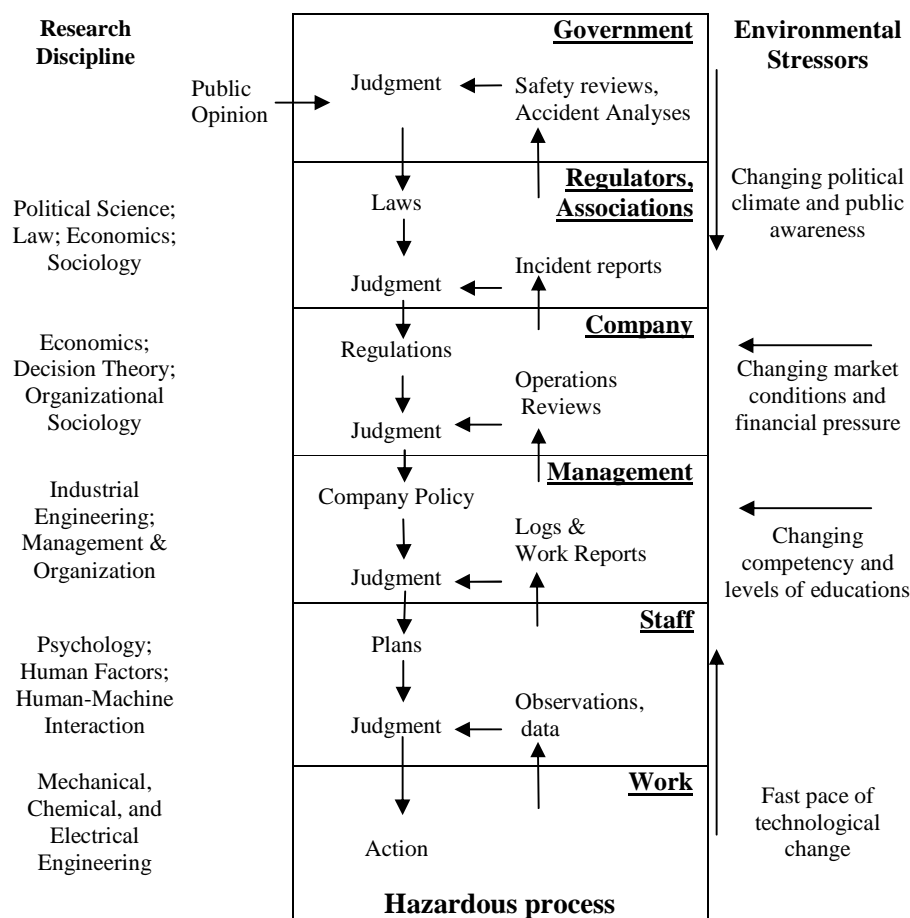 Research
Discipline
Government
Environmental
Stressors
Public
Opinion
Judgment
Safety reviews,
Accident Analyses
Regulators,
Associations
Political Science;
Law; Economics;
Sociology
Laws
Judgment
Incident reports
Changing political
climate and public
awareness
Company
Economics;
Decision Theory;
Organizational
Sociology
Regulations
Judgment
Operations
Reviews
Changing market
conditions and
financial pressure
Management
Industrial
Engineering;
Management &
Organization
Company Policy
Judgment
Logs &
Work Reports
Changing
competency and
levels of educations
Staff
Psychology;
Human Factors;
Human-Machine
Interaction
Plans
Judgment
Observations,
data
Work
Mechanical,
Chemical, and
Electrical
Engineering
Action
Fast pace of
technological
change
Hazardous process